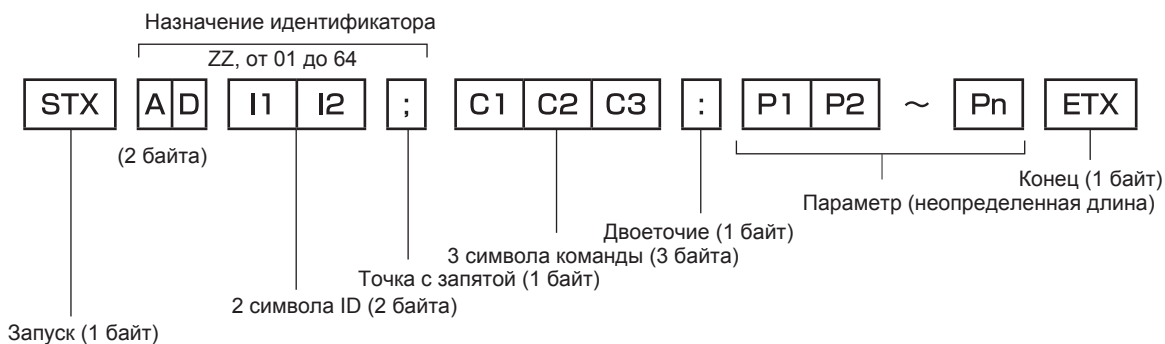 Назначение идентификатора
ZZ, от 01 до 64
STX A D I1 I2 ; C1 C2 C3 : P1 P2 ~ Pn ETX
(2 байта)
Конец (1 байт)
Параметр (неопределенная длина)
Двоеточие (1 байт)
3 символа команды (3 байта)
Точка с запятой (1 байт)
2 символа ID (2 байта)
Запуск (1 байт)